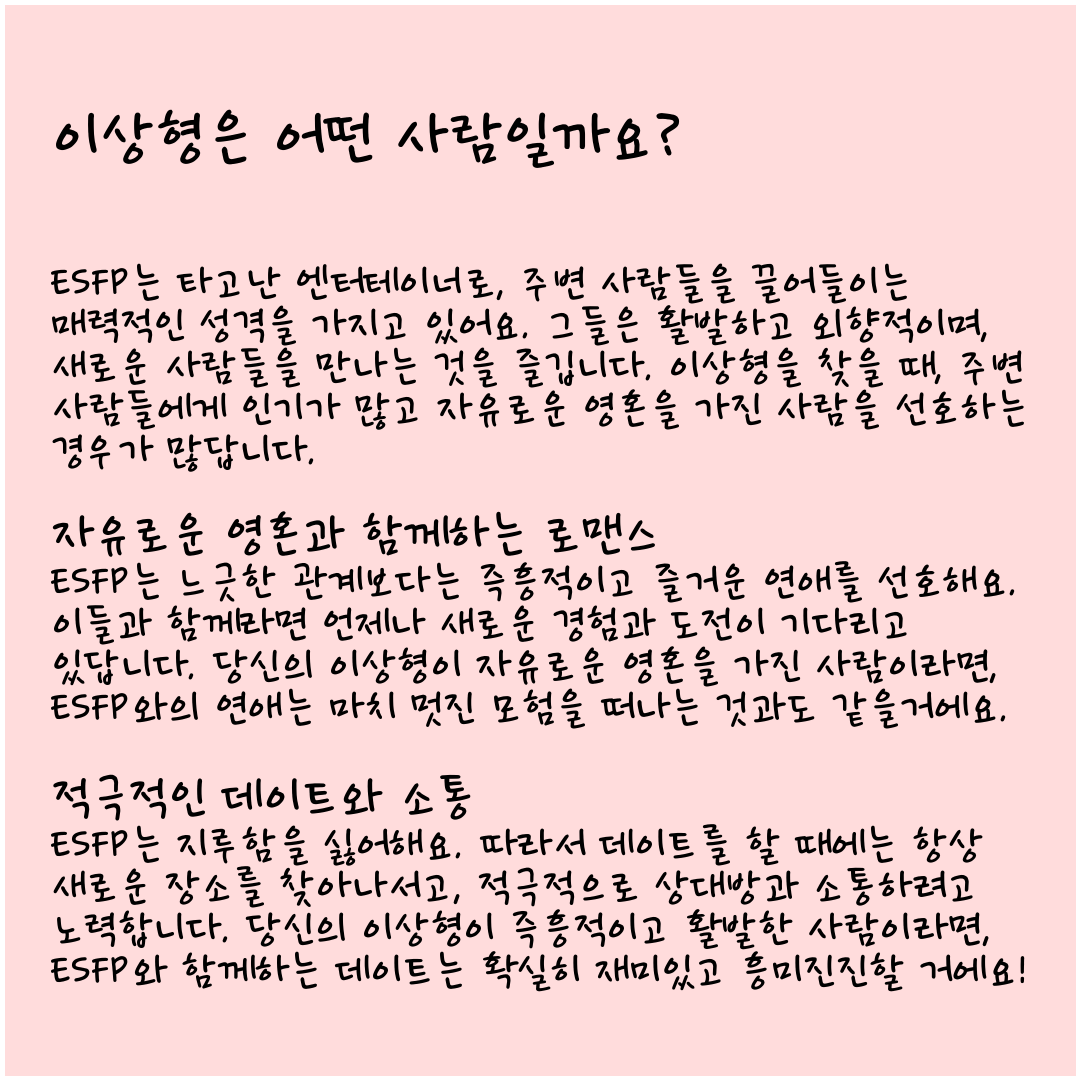 이상형은 어떤 사람일까요?
ESFP는 타고난 엔터테이너로, 주변 사람들을 끌어들이는
매력적인 성격을 가지고 있어요. 그들은 활발하고 외향적이며,
새로운 사람들을 만나는 것을 즐깁니다. 이상형을 찾을 때, 주변
사람들에게 인기가 많고 자유로운 영혼을 가진 사람을 선호하는
경우가 많답니다.
자유로운 영혼과 함께하는 로맨스
ESFP는 느긋한 관계보다는 즉흥적이고 즐거운 연애를 선호해요.
이들과 함께라면 언제나 새로운 경험과 도전이 기다리고
있답니다. 당신의 이상형이 자유로운 영혼을 가진 사람이라면,
ESFP와의 연애는 마치 멋진 모험을 떠나는 것과도 같을거에요.
적극적인 데이트와 소통
ESFP는 지루함을 싫어해요. 따라서 데이트를 할 때에는 항상
새로운 장소를 찾아나서고, 적극적으로 상대방과 소통하려고
노력합니다. 당신의 이상형이 즉흥적이고 활발한 사람이라면,
ESFP와 함께하는 데이트는 확실히 재미있고 흥미진진할 거에요!